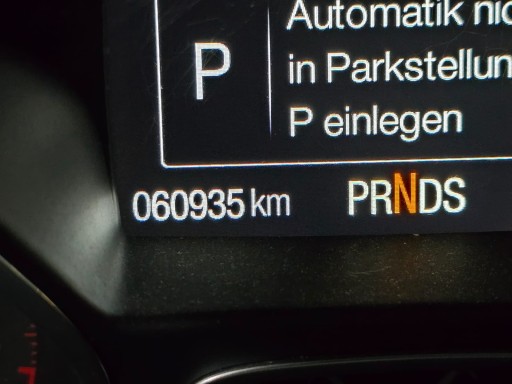 Automatik nic
P
in Parkstellun
P einlegen
060935 km PRNDS